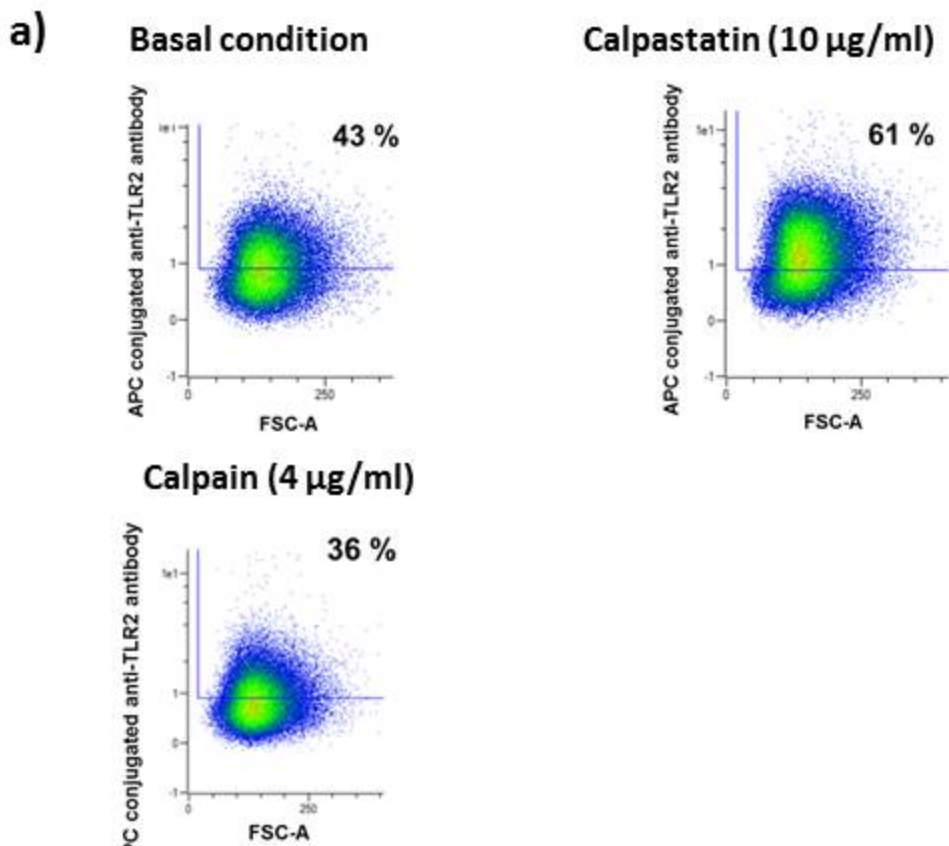 a)
Basal condition
Calpastatin (10 µg/ml)
APC conjugated anti-TLR2 antibody
1e1
1
0
-1
43 %
0
250
FSC-A
APC conjugated anti-TLR2 antibody
1e1
1
0
-1
61 %
0
250
FSC-A
Calpain (4 µg/ml)
PC conjugated anti-TLR2 antibody
1e1
1
0
-1
36 %
0
250
FSC-A